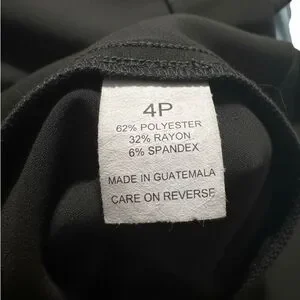 4P
62% POLYESTER
32% RAYON
6% SPANDEX
MADE IN GUATEMALA
CARE ON REVERSE